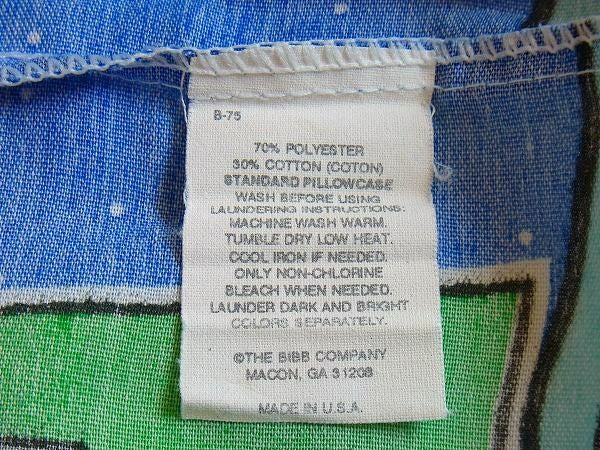 B-75
70% POLYESTER
30% COTTON (COTON)
STANDARD PILLOWCASE
WASH BEFORE USING
LAUNDERING INSTRUCTIONS:
MACHINE WASH WARM.
TUMBLE DRY LOW HEAT.
COOL IRON IF NEEDED.
ONLY NON-CHLORINE
BLEACH WHEN NEEDED.
LAUNDER DARK AND BRIGHT
COLORS SEPARATELY.
©THE BIBB COMPANY
MACON, GA 31208
MADE IN U.S.A.